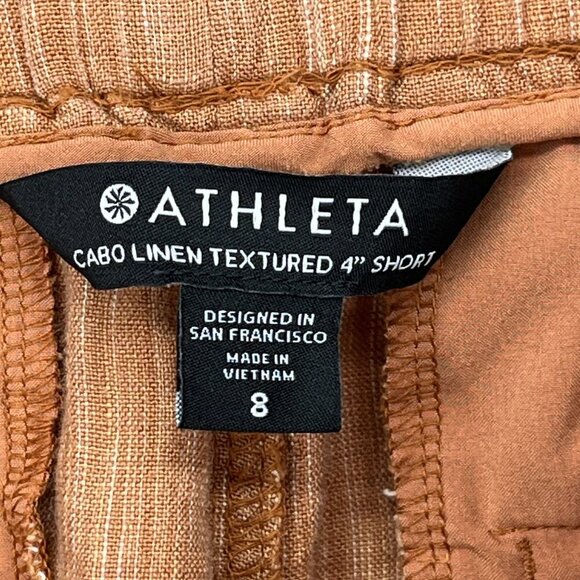 ATHLETA
CABO LINEN TEXTURED 4" SHORT
DESIGNED IN
SAN FRANCISCO
MADE IN
VIETNAM
8